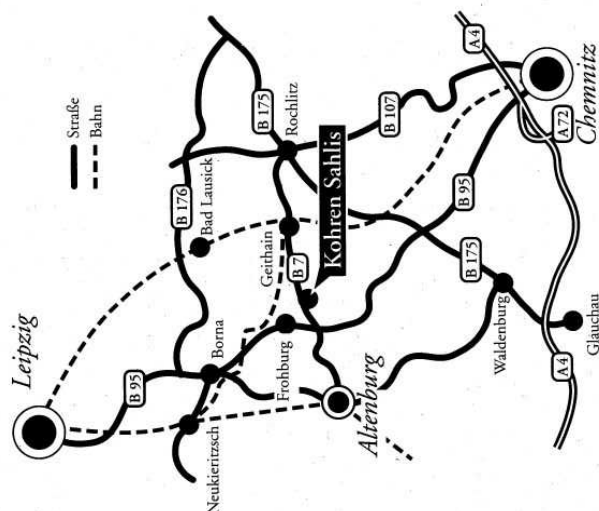 Straße
Bahn
Leipzig
B 95
B 176
B 175
Bad Lausick
Rochlitz
Borna
Neukieritzsch
Geithain
Frohburg
B 7
Kohren Sahlis
B 107
Altenburg
B 95
B 175
Waldenburg
A4
A72
Chemnitz
A4
Glauchau